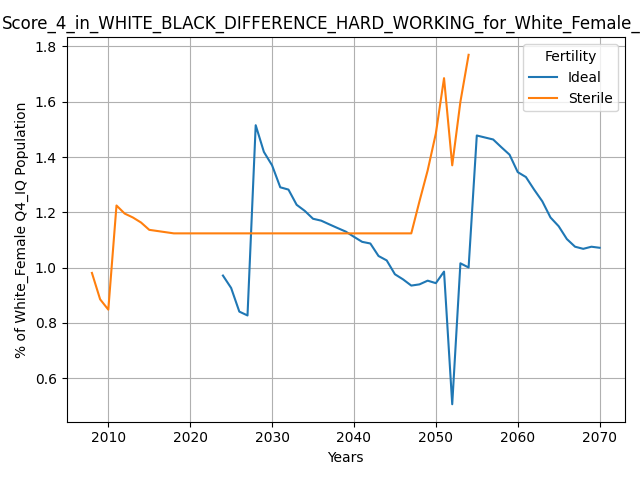 Score_4_in_WHITE_BLACK_DIFFERENCE_HARD_WORKING_for_White_Female_
Fertility
Ideal
Sterile
% of White_Female Q4_IQ Population
1.8
1.6
1.4
1.2
1.0
0.8
0.6
2010 2020 2030 2040 2050 2060 2070
Years